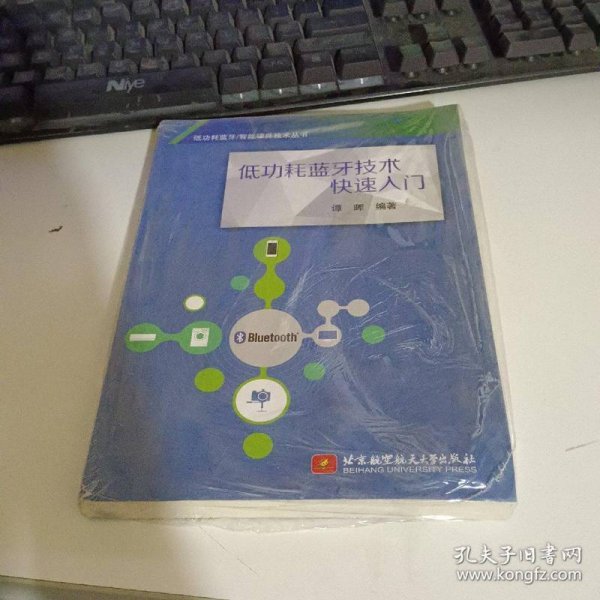 Niye
低功耗蓝牙/智能硬件技术丛书
低功耗蓝牙技术
快速入门
谭 晖 编著
Bluetooth
北京航空航天大学出版社
BEIHANG UNIVERSITY PRESS
孔夫子旧书网
www.kongfz.com